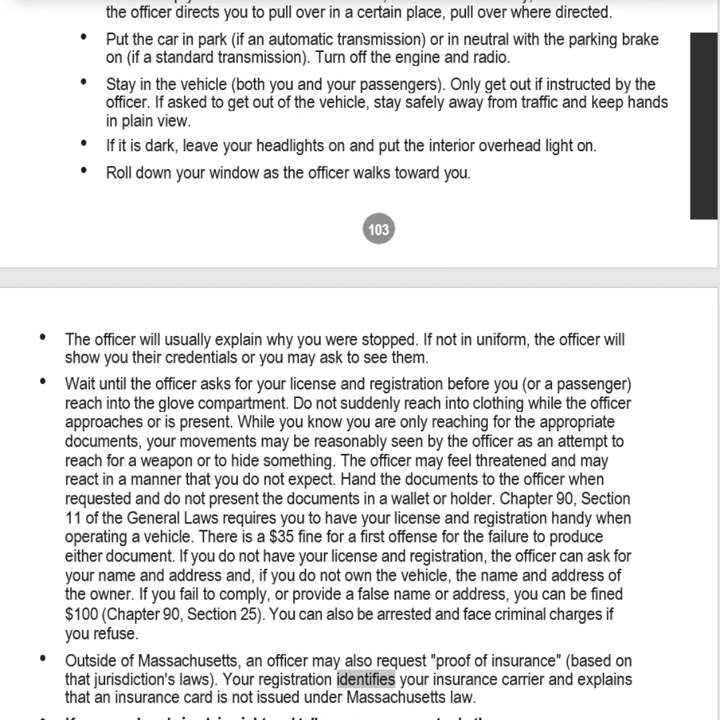 the officer directs you to pull over in a certain place, pull over where directed.
• Put the car in park (if an automatic transmission) or in neutral with the parking brake
on (if a standard transmission). Turn off the engine and radio.
• Stay in the vehicle (both you and your passengers). Only get out if instructed by the
officer. If asked to get out of the vehicle, stay safely away from traffic and keep hands
in plain view.
• If it is dark, leave your headlights on and put the interior overhead light on.
• Roll down your window as the officer walks toward you.
103
• The officer will usually explain why you were stopped. If not in uniform, the officer will
show you their credentials or you may ask to see them.
• Wait until the officer asks for your license and registration before you (or a passenger)
reach into the glove compartment. Do not suddenly reach into clothing while the officer
approaches or is present. While you know you are only reaching for the appropriate
documents, your movements may be reasonably seen by the officer as an attempt to
reach for a weapon or to hide something. The officer may feel threatened and may
react in a manner that you do not expect. Hand the documents to the officer when
requested and do not present the documents in a wallet or holder. Chapter 90, Section
11 of the General Laws requires you to have your license and registration handy when
operating a vehicle. There is a $35 fine for a first offense for the failure to produce
either document. If you do not have your license and registration, the officer can ask for
your name and address and, if you do not own the vehicle, the name and address of
the owner. If you fail to comply, or provide a false name or address, you can be fined
$100 (Chapter 90, Section 25). You can also be arrested and face criminal charges if
you refuse.
• Outside of Massachusetts, an officer may also request "proof of insurance" (based on
that jurisdiction's laws). Your registration identifies your insurance carrier and explains
that an insurance card is not issued under Massachusetts law.